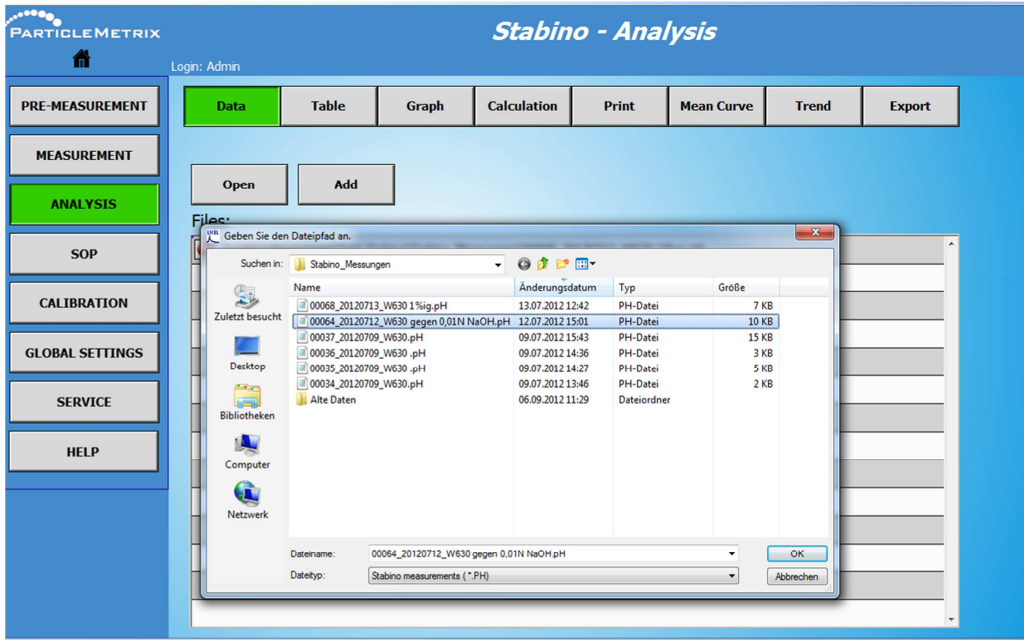 PARTICLEMETRIX
Stabino - Analysis
Login: Admin
PRE-MEASUREMENT
MEASUREMENT
ANALYSIS
SOP
CALIBRATION
GLOBAL SETTINGS
SERVICE
HELP
Data Table Graph Calculation Print Mean Curve Trend Export
Open Add
Files:
Geben Sie den Dateipfad an.
Suchen in: Stabino_Messungen
Zuletzt besucht
Desktop
Bibliotheken
Computer
Netzwerk
Name Änderungsdatum Typ Größe
00068_20120713_W630 1%ig.pH 13.07.2012 12:42 PH-Datei 7 KB
00064_20120712_W630 gegen 0,01N NaOH.pH 12.07.2012 15:01 PH-Datei 10 KB
00037_20120709_W630.pH 09.07.2012 15:43 PH-Datei 15 KB
00036_20120709_W630 .pH 09.07.2012 14:36 PH-Datei 3 KB
00035_20120709_W630 .pH 09.07.2012 14:27 PH-Datei 5 KB
00034_20120709_W630.pH 09.07.2012 13:46 PH-Datei 2 KB
Alte Daten 06.09.2012 11:29 Dateiordner
Dateiname: 00064_20120712_W630 gegen 0,01N NaOH.pH OK
Dateityp: Stabino measurements (*.PH) Abbrechen